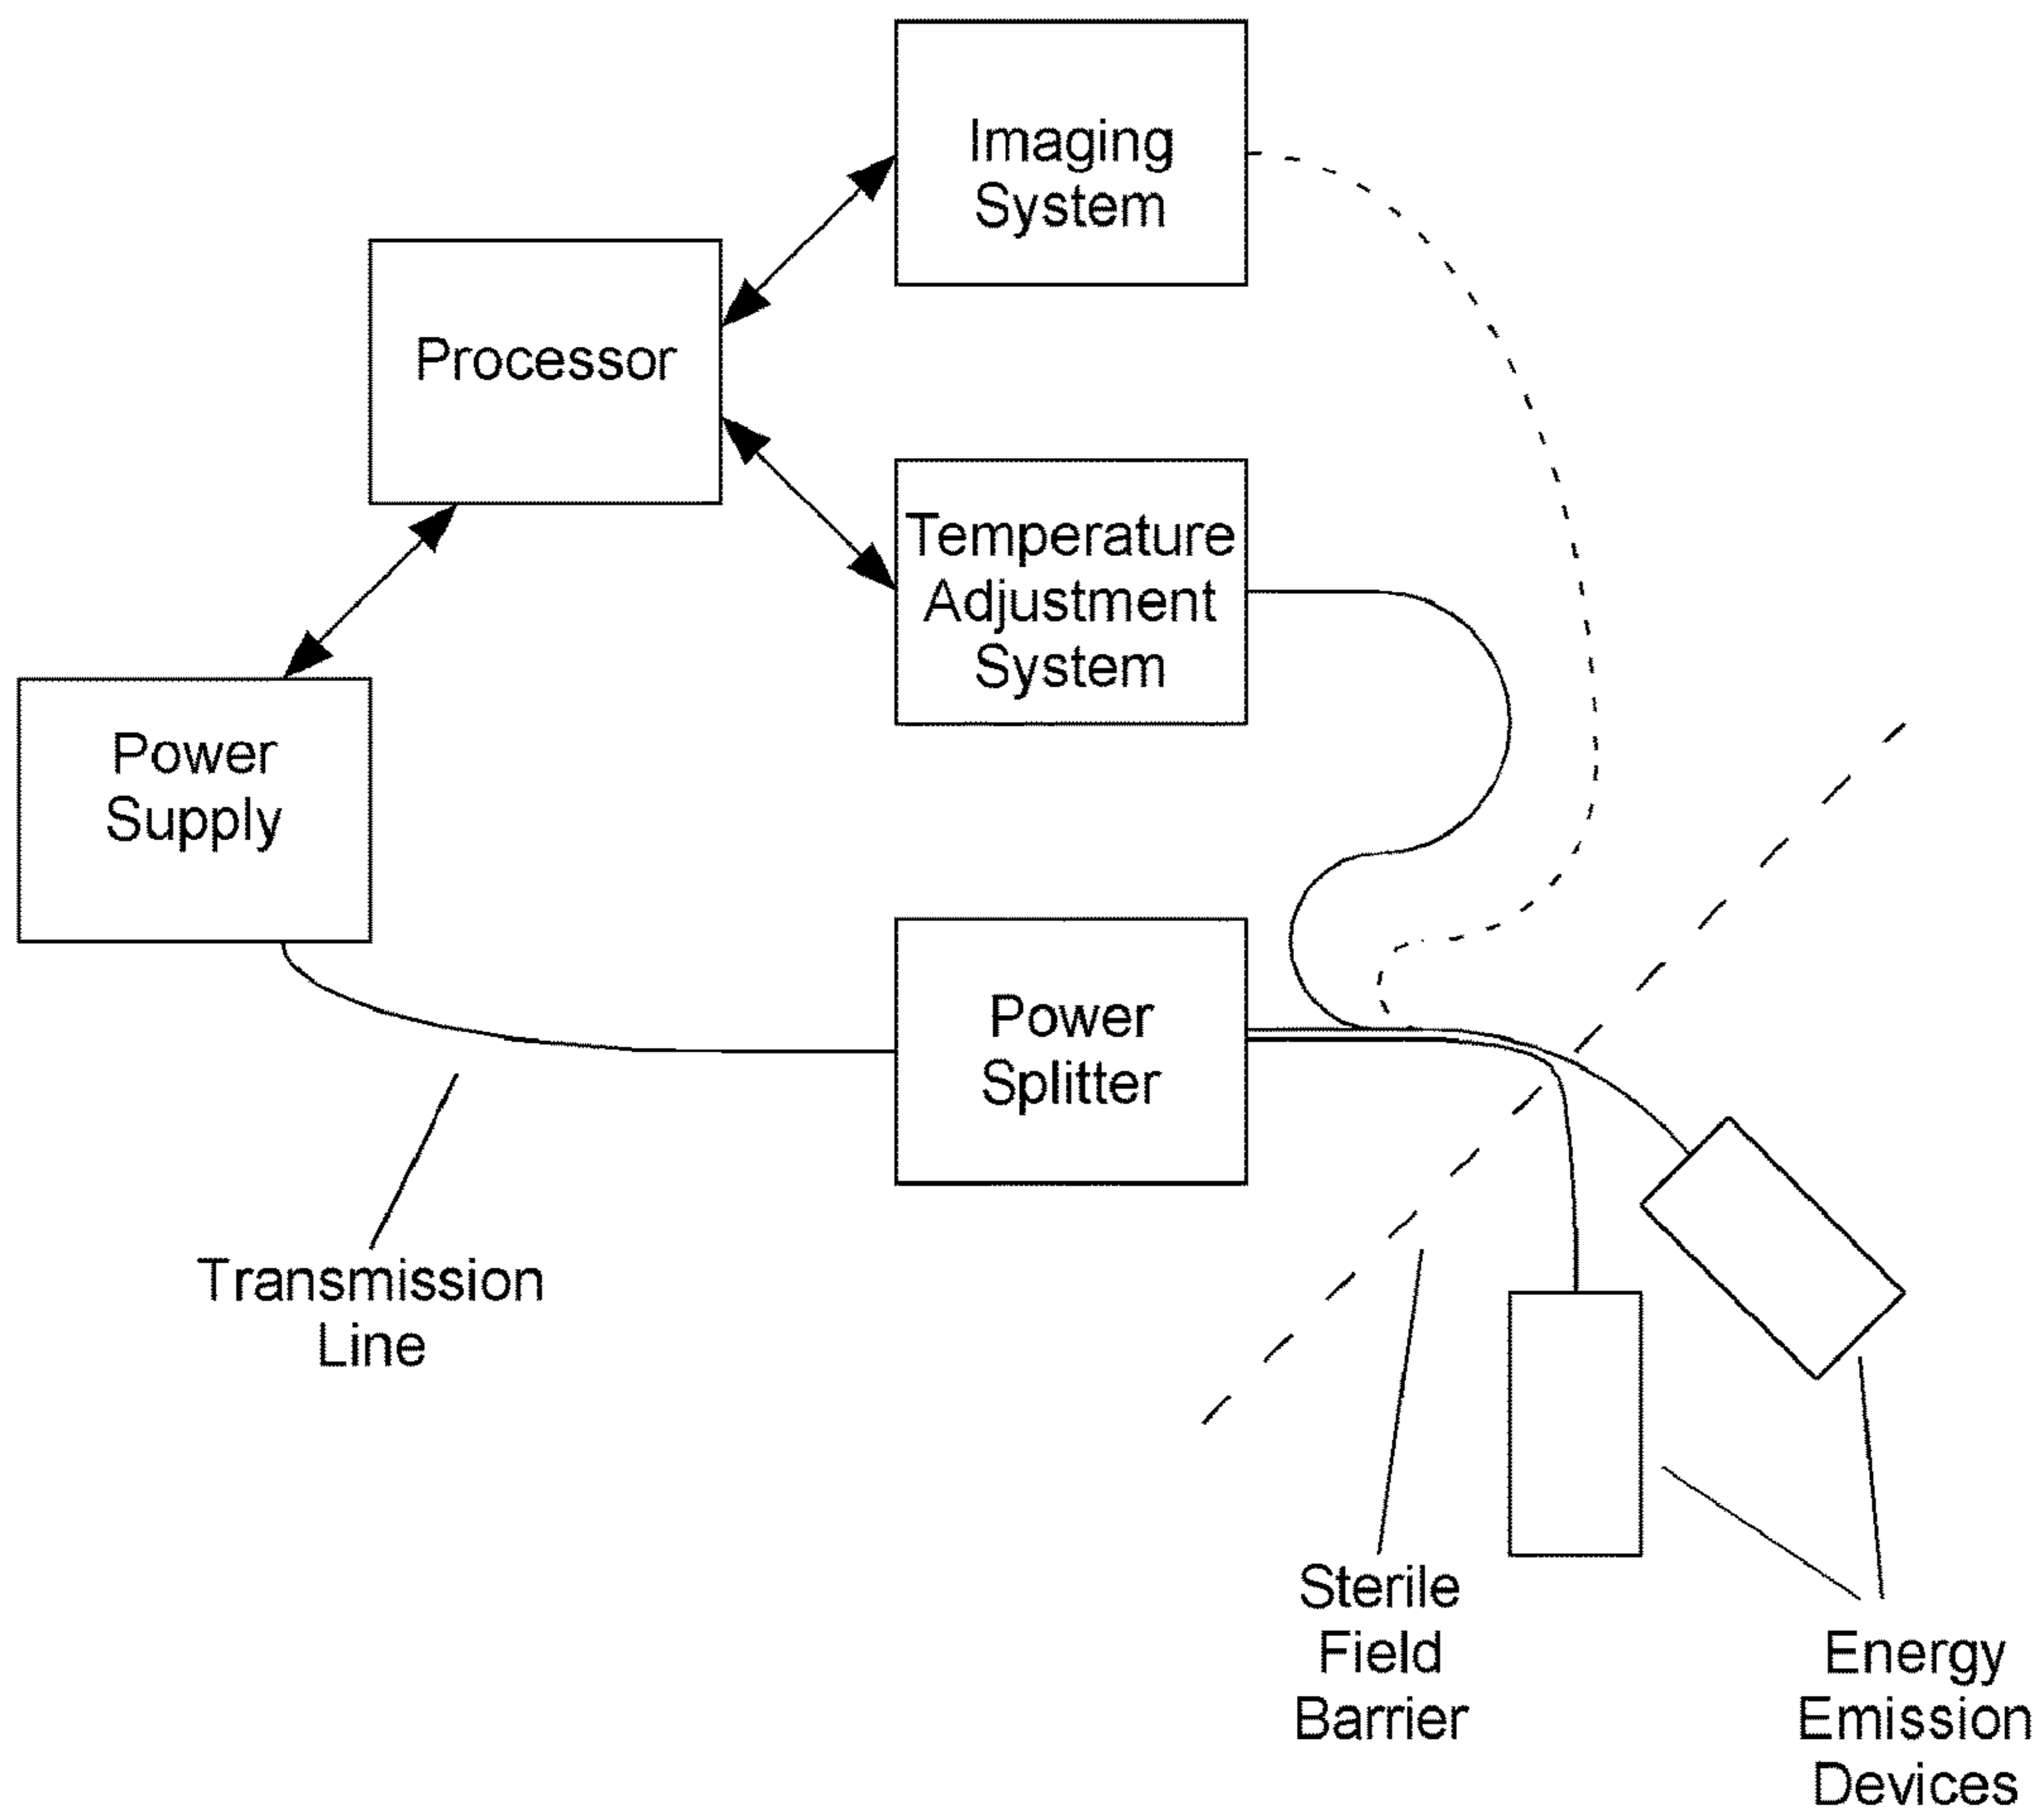 Imaging
System
Processor
Temperature
Adjustment
System
Power
Supply
Power
Splitter
Transmission
Line
Sterile
Field
Barrier
Energy
Emission
Devices